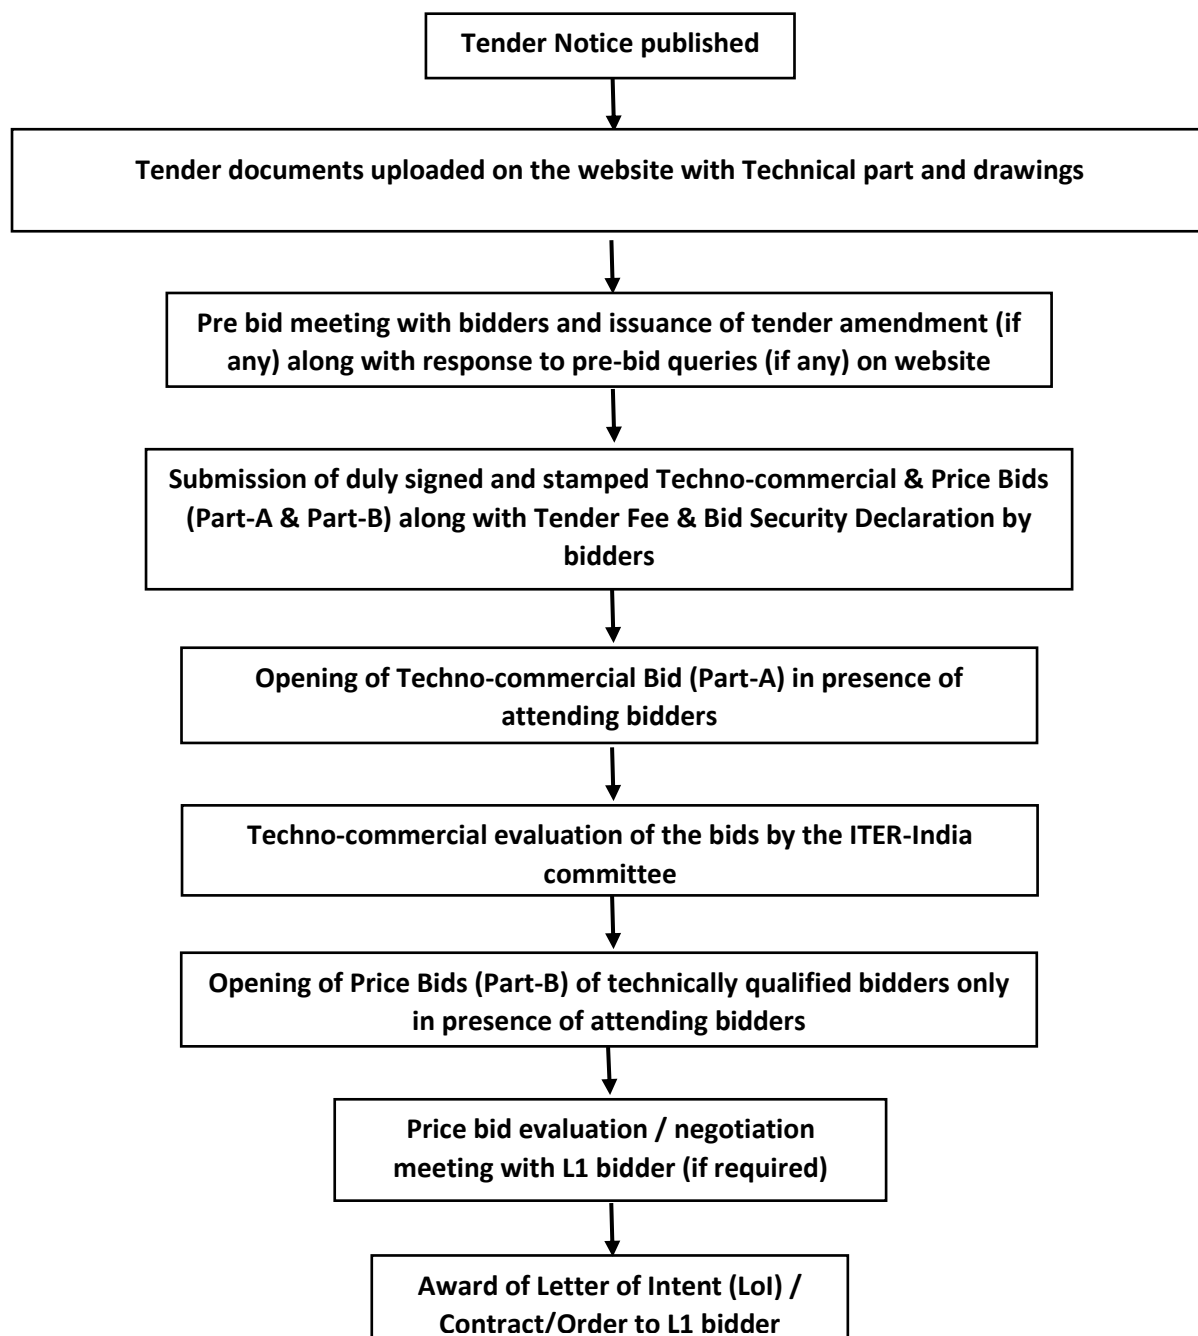 Tender Notice published
Tender documents uploaded on the website with Technical part and drawings
Pre bid meeting with bidders and issuance of tender amendment (if
any) along with response to pre-bid queries (if any) on website
Submission of duly signed and stamped Techno-commercial & Price Bids
(Part-A & Part-B) along with Tender Fee & Bid Security Declaration by
bidders
Opening of Techno-commercial Bid (Part-A) in presence of
attending bidders
Techno-commercial evaluation of the bids by the ITER-India
committee
Opening of Price Bids (Part-B) of technically qualified bidders only
in presence of attending bidders
Price bid evaluation / negotiation
meeting with L1 bidder (if required)
Award of Letter of Intent (LoI) /
Contract/Order to L1 bidder